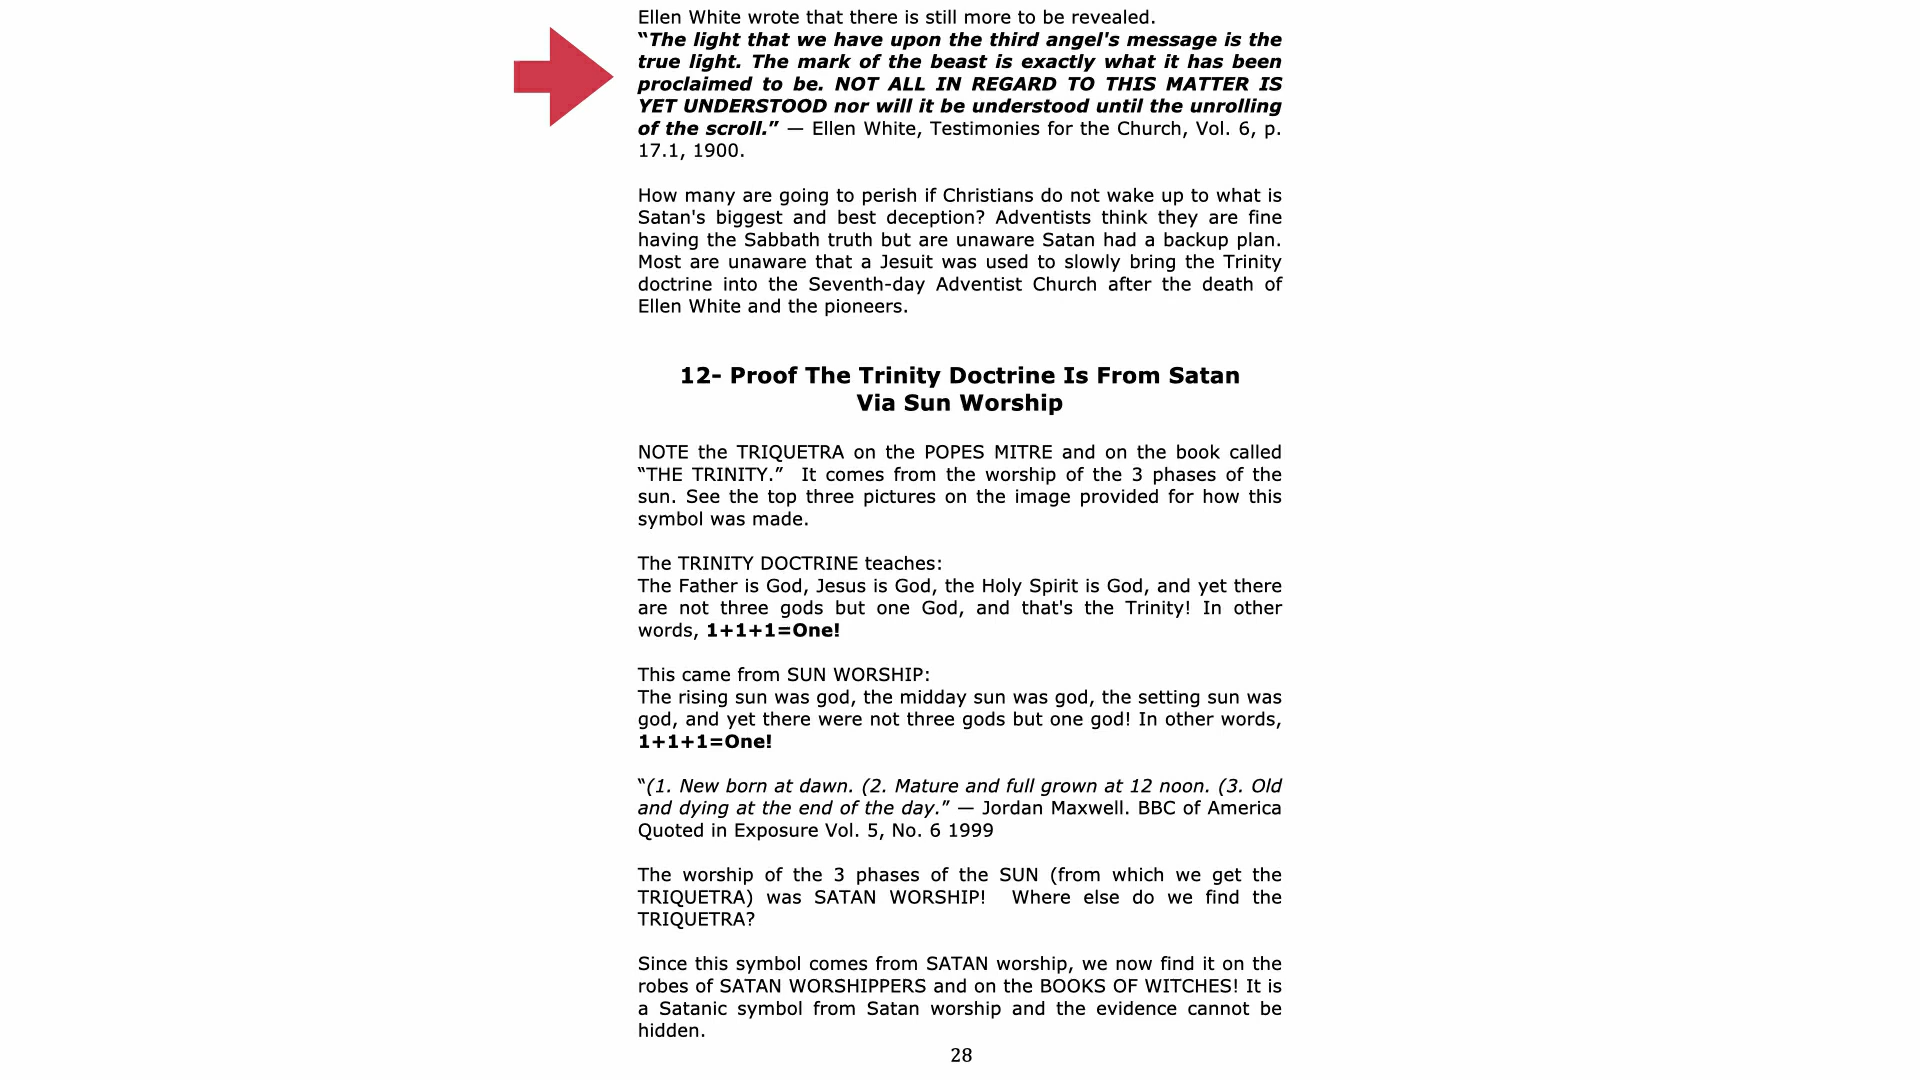 Ellen White wrote that there is still more to be revealed.
“The light that we have upon the third angel's message is the
true light. The mark of the beast is exactly what it has been
proclaimed to be. NOT ALL IN REGARD TO THIS MATTER IS
YET UNDERSTOOD nor will it be understood until the unrolling
of the scroll.” — Ellen White, Testimonies for the Church, Vol. 6, p.
17.1, 1900.
How many are going to perish if Christians do not wake up to what is
Satan's biggest and best deception? Adventists think they are fine
having the Sabbath truth but are unaware Satan had a backup plan.
Most are unaware that a Jesuit was used to slowly bring the Trinity
doctrine into the Seventh-day Adventist Church after the death of
Ellen White and the pioneers.
12- Proof The Trinity Doctrine Is From Satan
Via Sun Worship
NOTE the TRIQUETRA on the POPES MITRE and on the book called
“THE TRINITY.” It comes from the worship of the 3 phases of the
sun. See the top three pictures on the image provided for how this
symbol was made.
The TRINITY DOCTRINE teaches:
The Father is God, Jesus is God, the Holy Spirit is God, and yet there
are not three gods but one God, and that's the Trinity! In other
words, 1+1+1=One!
This came from SUN WORSHIP:
The rising sun was god, the midday sun was god, the setting sun was
god, and yet there were not three gods but one god! In other words,
1+1+1=One!
“(1. New born at dawn. (2. Mature and full grown at 12 noon. (3. Old
and dying at the end of the day.” — Jordan Maxwell. BBC of America
Quoted in Exposure Vol. 5, No. 6 1999
The worship of the 3 phases of the SUN (from which we get the
TRIQUETRA) was SATAN WORSHIP! Where else do we find the
TRIQUETRA?
Since this symbol comes from SATAN worship, we now find it on the
robes of SATAN WORSHIPPERS and on the BOOKS OF WITCHES! It is
a Satanic symbol from Satan worship and the evidence cannot be
hidden.
28